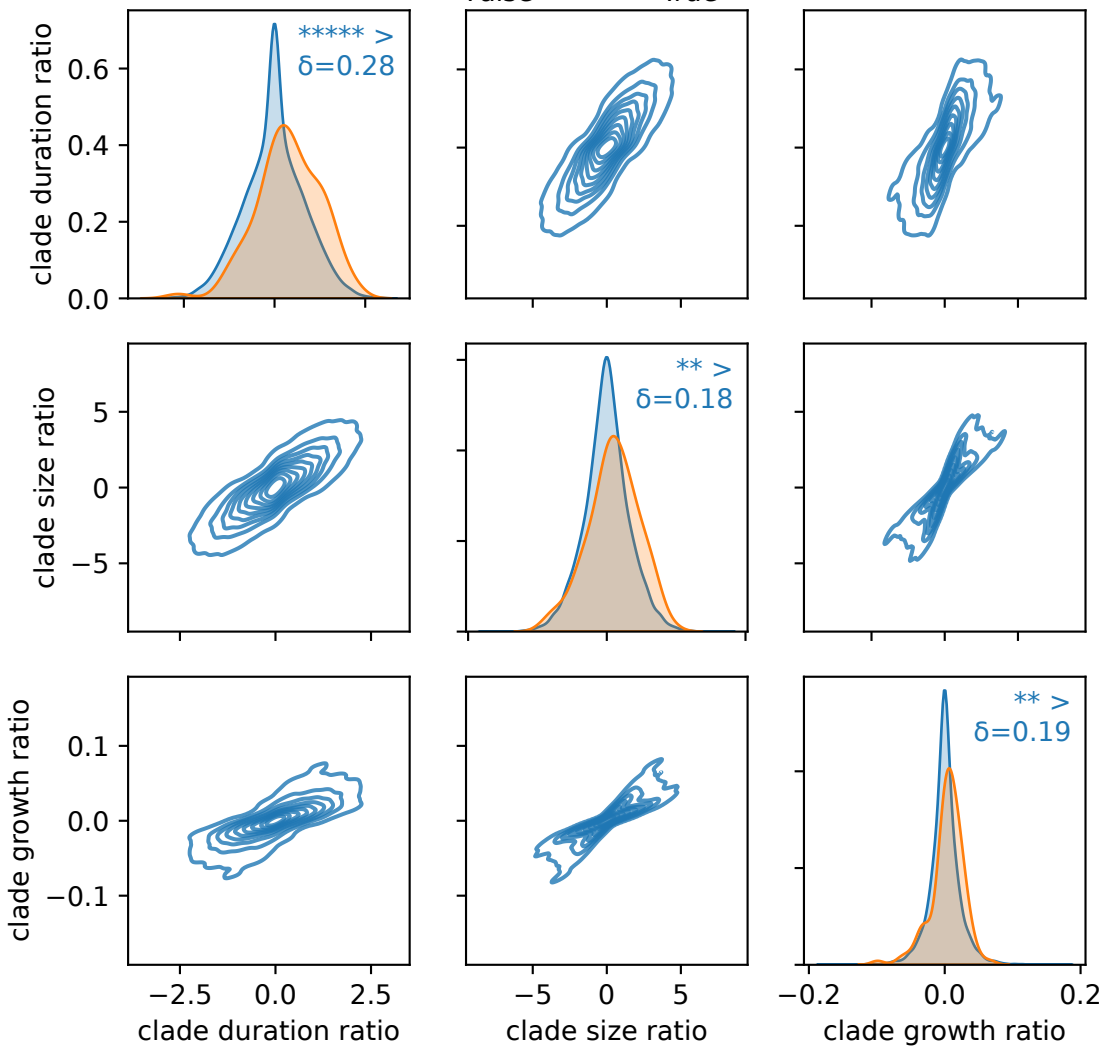 clade duration ratio
0.6
0.4
0.2
0.0
***** >
δ=0.28
clade size ratio
5
0
−5
** >
δ=0.18
clade growth ratio
0.1
0.0
−0.1
** >
δ=0.19
−2.5 0.0 2.5
−5 0 5
−0.2 0.0 0.2
clade duration ratio
clade size ratio
clade growth ratio